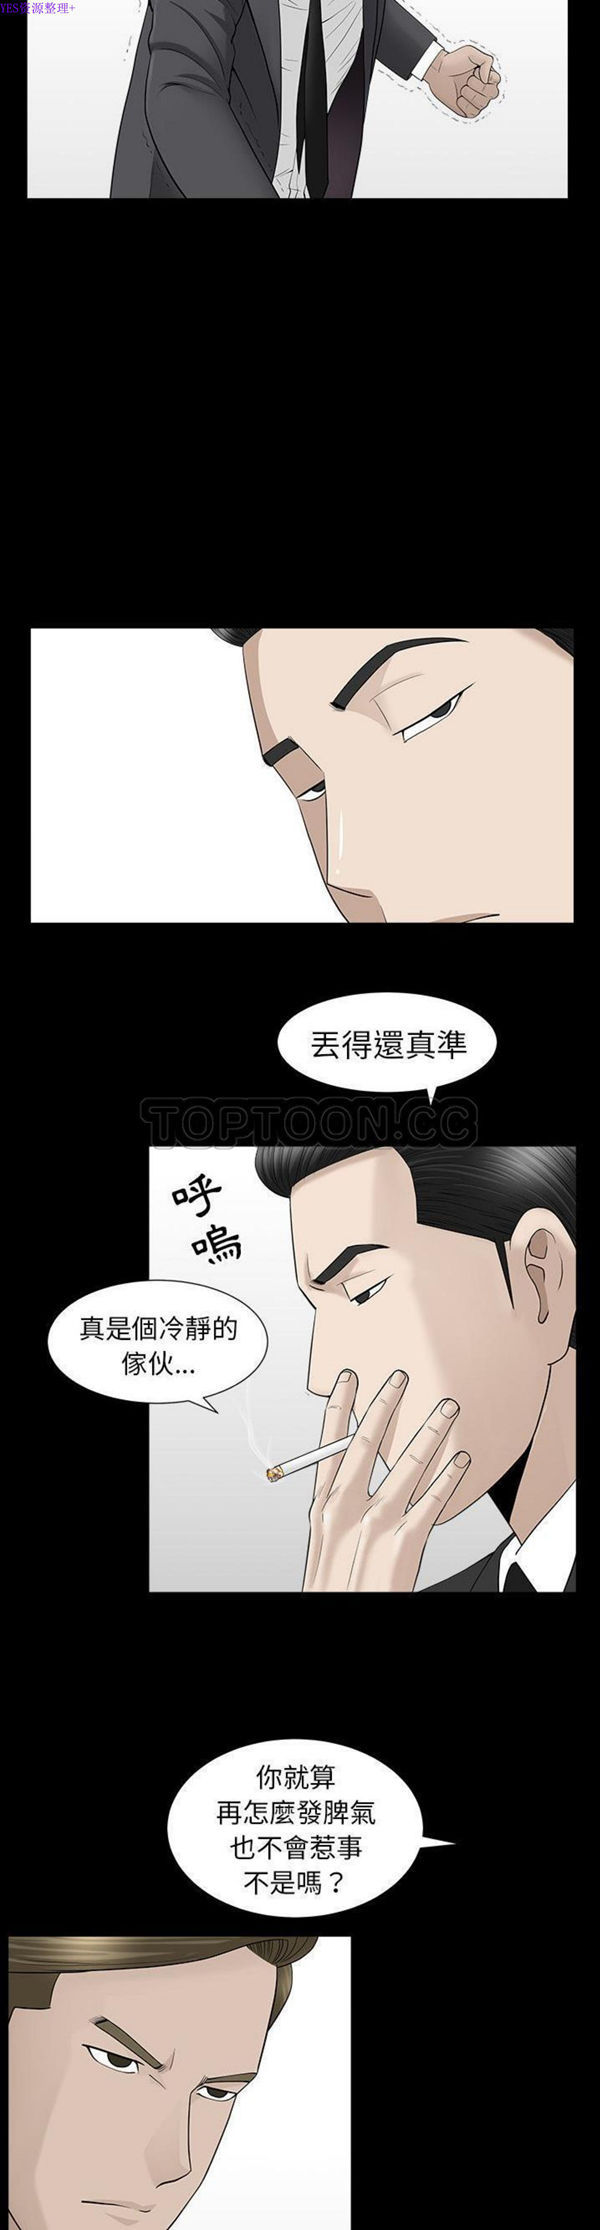 YES資源整理+
丟得還真準
TOPTOON.CC
呼
嗚
真是個冷靜的
傢伙...
你就算
再怎麼發脾氣
也不會惹事
不是嗎？